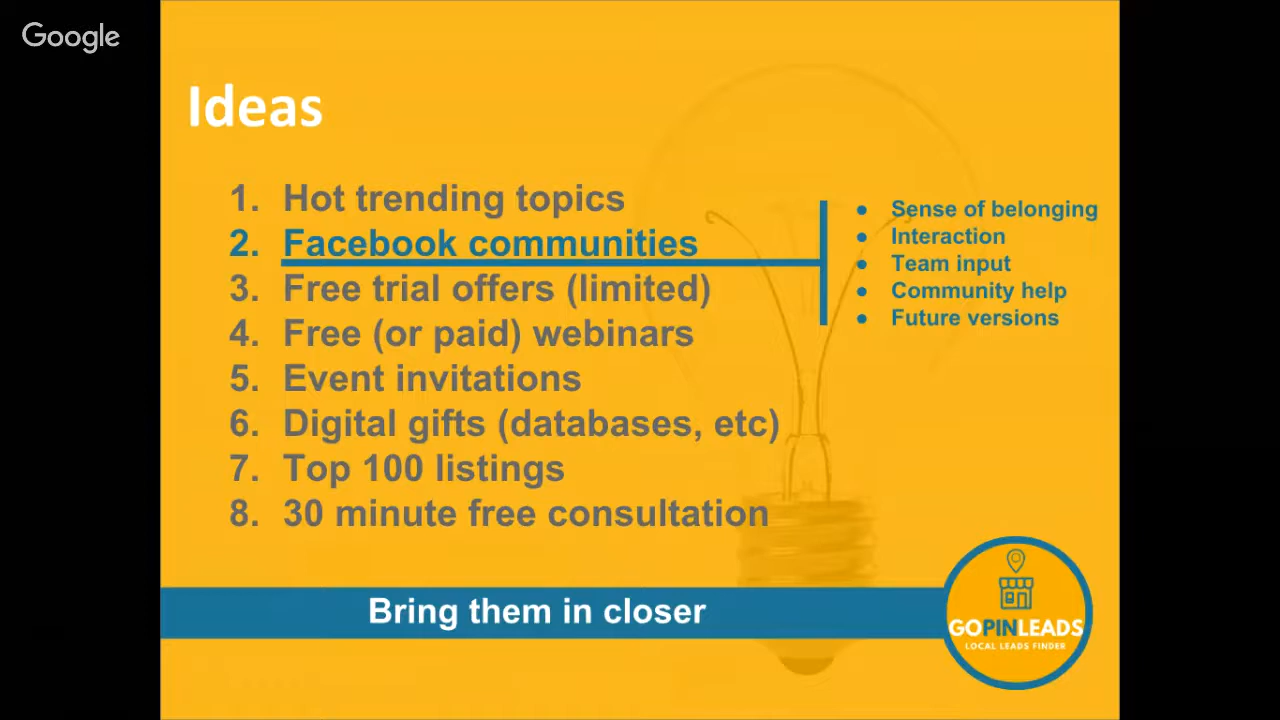 Google
Ideas
1. Hot trending topics
2. Facebook communities
3. Free trial offers (limited)
4. Free (or paid) webinars
5. Event invitations
6. Digital gifts (databases, etc)
7. Top 100 listings
8. 30 minute free consultation
● Sense of belonging
● Interaction
● Team input
● Community help
● Future versions
Bring them in closer
GOPINLEADS
LOCAL LEADS FINDER